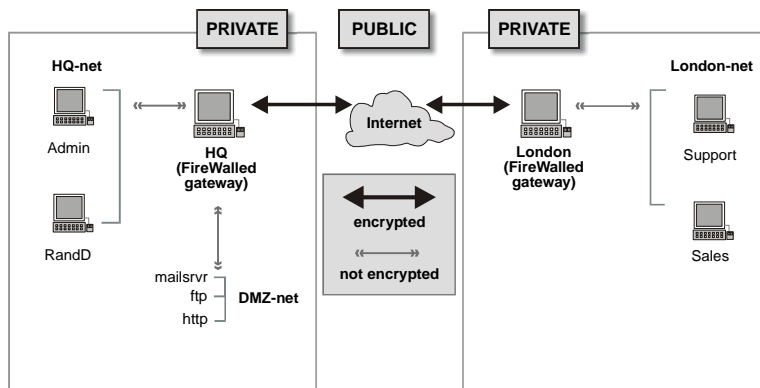 PRIVATE
PUBLIC
PRIVATE
HQ-net
London-net
Admin
HQ
(FireWalled
gateway)
Internet
London
(FireWalled
gateway)
Support
RandD
encrypted
not encrypted
Sales
mailsrvr
ftp
DMZ-net
http